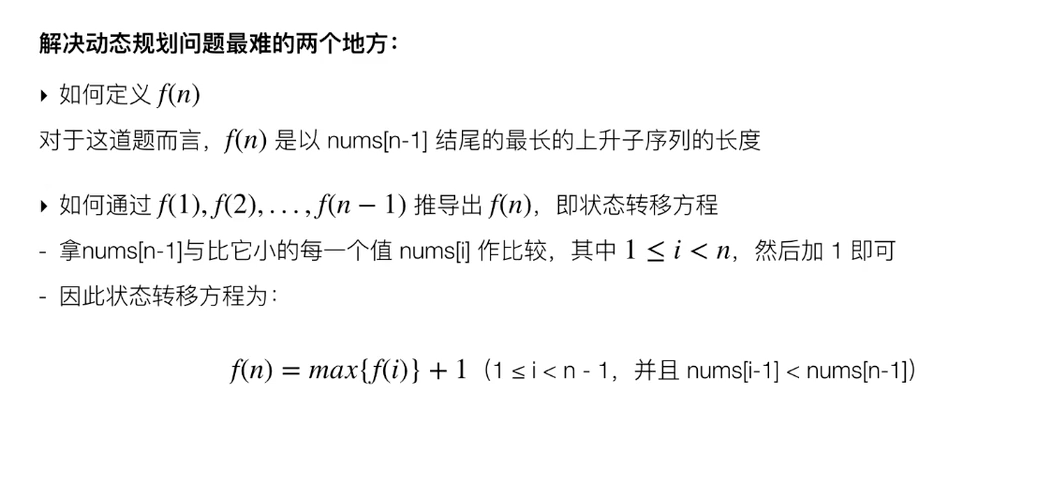 解决动态规划问题最难的两个地方：
‣ 如何定义 f(n)
对于这道题而言，f(n) 是以 nums[n-1] 结尾的最长的上升子序列的长度
‣ 如何通过 f(1), f(2), . . . , f(n − 1) 推导出 f(n)，即状态转移方程
- 拿nums[n-1]与比它小的每一个值 nums[i] 作比较，其中 1 ≤ i < n，然后加 1 即可
- 因此状态转移方程为：
f(n) = max{f(i)} + 1（1 ≤ i < n - 1，并且 nums[i-1] < nums[n-1]）